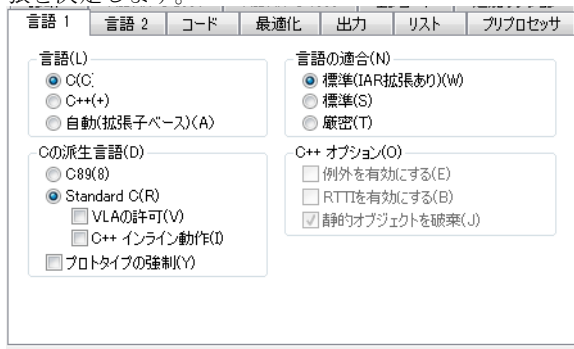 言語 1 言語 2 コード 最適化 出力 リスト プリプロセッサ
言語(L)
C(C)
C++(+)
自動(拡張子ベース)(A)
言語の適合(N)
標準(IAR拡張あり)(W)
標準(S)
厳密(T)
Cの派生言語(D)
C89(8)
Standard C(R)
VLAの許可(V)
C++ インライン動作(I)
プロトタイプの強制(Y)
C++ オプション(O)
例外を有効にする(E)
RTTIを有効にする(B)
静的オブジェクトを破棄(J)